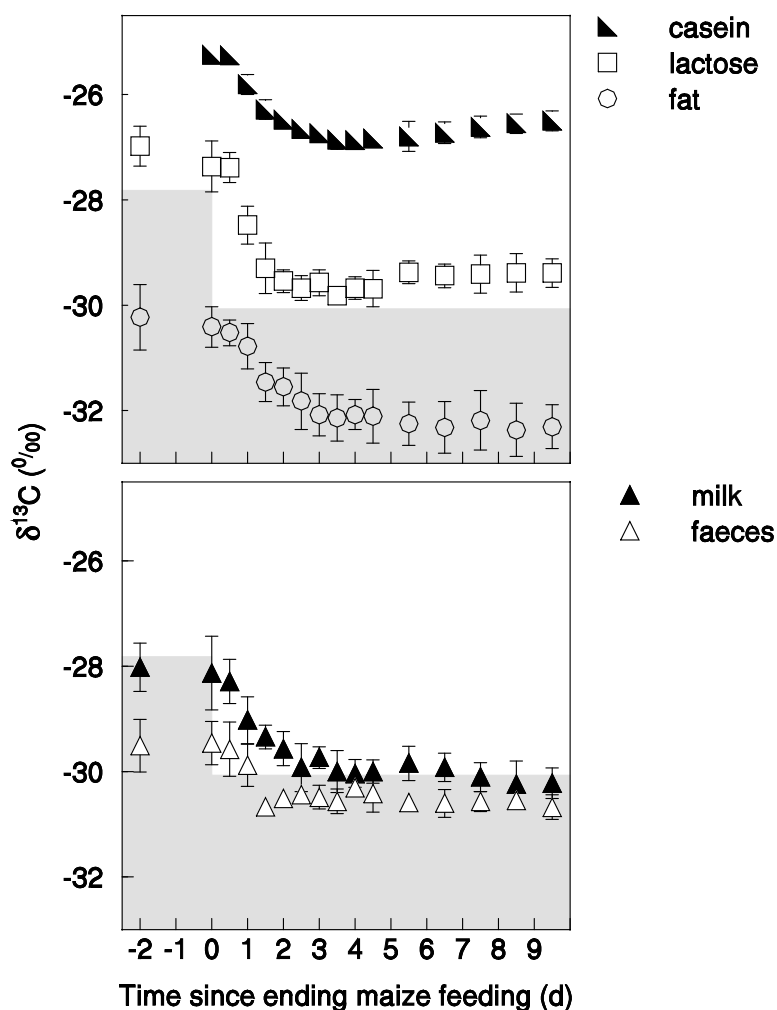 casein
lactose
fat
-26
-28
-30
-32
δ13C (0/00)
milk
faeces
-26
-28
-30
-32
-2 -1 0 1 2 3 4 5 6 7 8 9
Time since ending maize feeding (d)